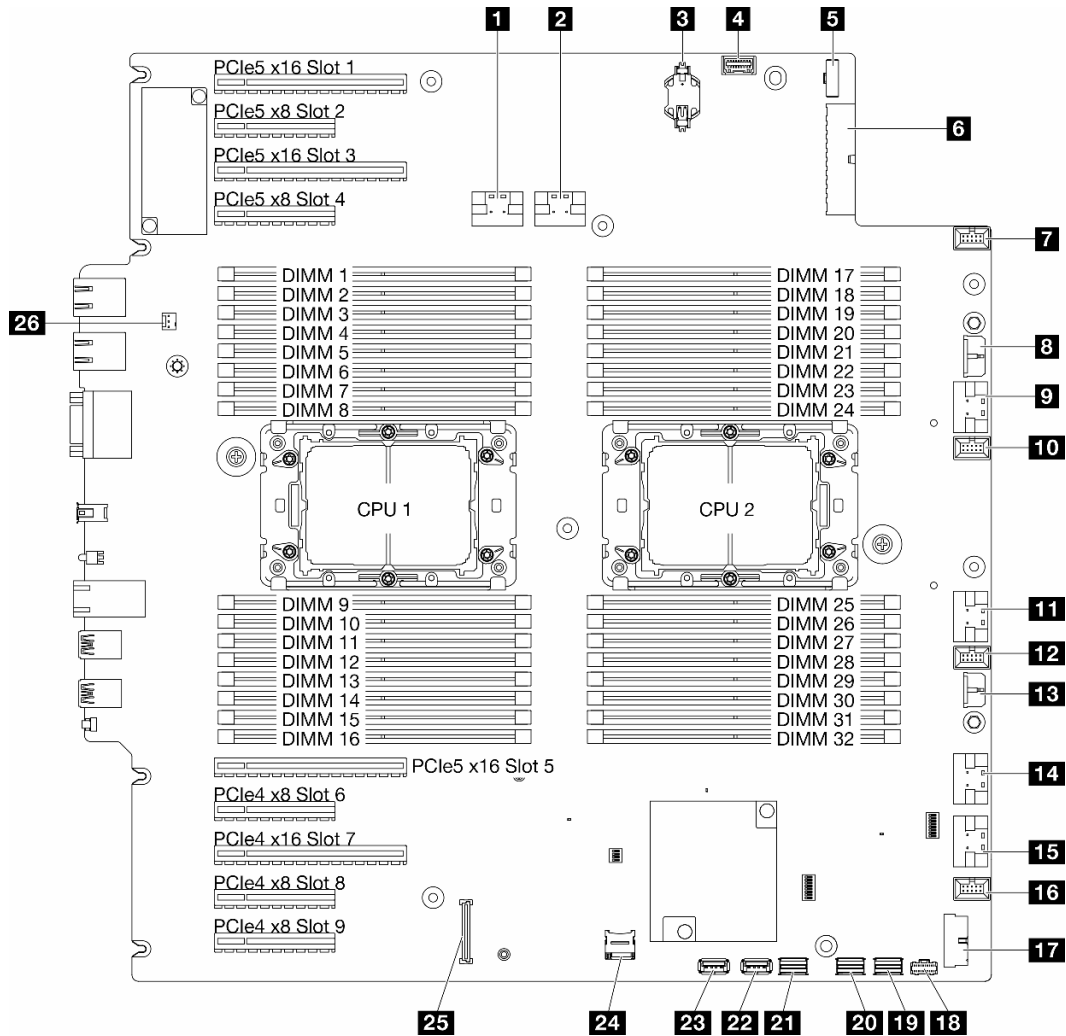 1
2
3
4
5
PCIe5 x16 Slot 1
PCIe5 x8 Slot 2
6
PCIe5 x16 Slot 3
PCIe5 x8 Slot 4
7
DIMM 1
DIMM 17
DIMM 2
DIMM 18
DIMM 3
DIMM 19
26
DIMM 4
DIMM 20
8
DIMM 5
DIMM 21
DIMM 6
DIMM 22
DIMM 7
DIMM 23
9
DIMM 8
DIMM 24
10
CPU 1
CPU 2
DIMM 9
DIMM 25
11
DIMM 10
DIMM 26
DIMM 11
DIMM 27
12
DIMM 12
DIMM 28
DIMM 13
DIMM 29
13
DIMM 14
DIMM 30
DIMM 15
DIMM 31
DIMM 16
DIMM 32
PCIe5 x16 Slot 5
14
PCIe4 x8 Slot 6
PCIe4 x16 Slot 7
15
PCIe4 x8 Slot 8
16
PCIe4 x8 Slot 9
17
25
24
23
22
21
20
19
18